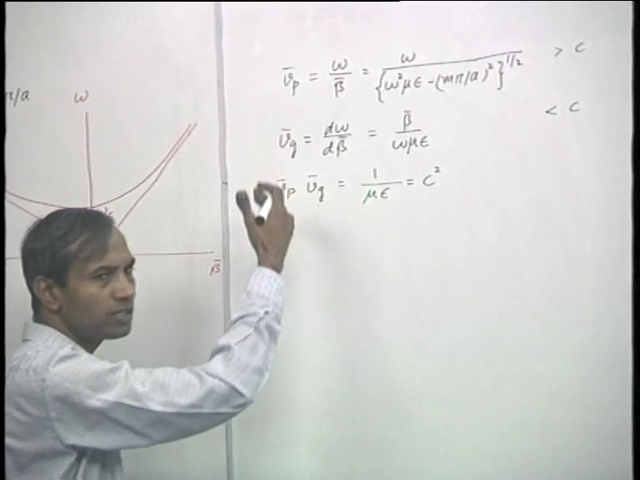 π/a
ω
β̄
v̄p = ω/β̄ = ω/{ω²με-(mπ/a)²}^1/2 > c
v̄g = dω/dβ̄ = β̄/ωμε < c
v̄p v̄g = 1/με = c²